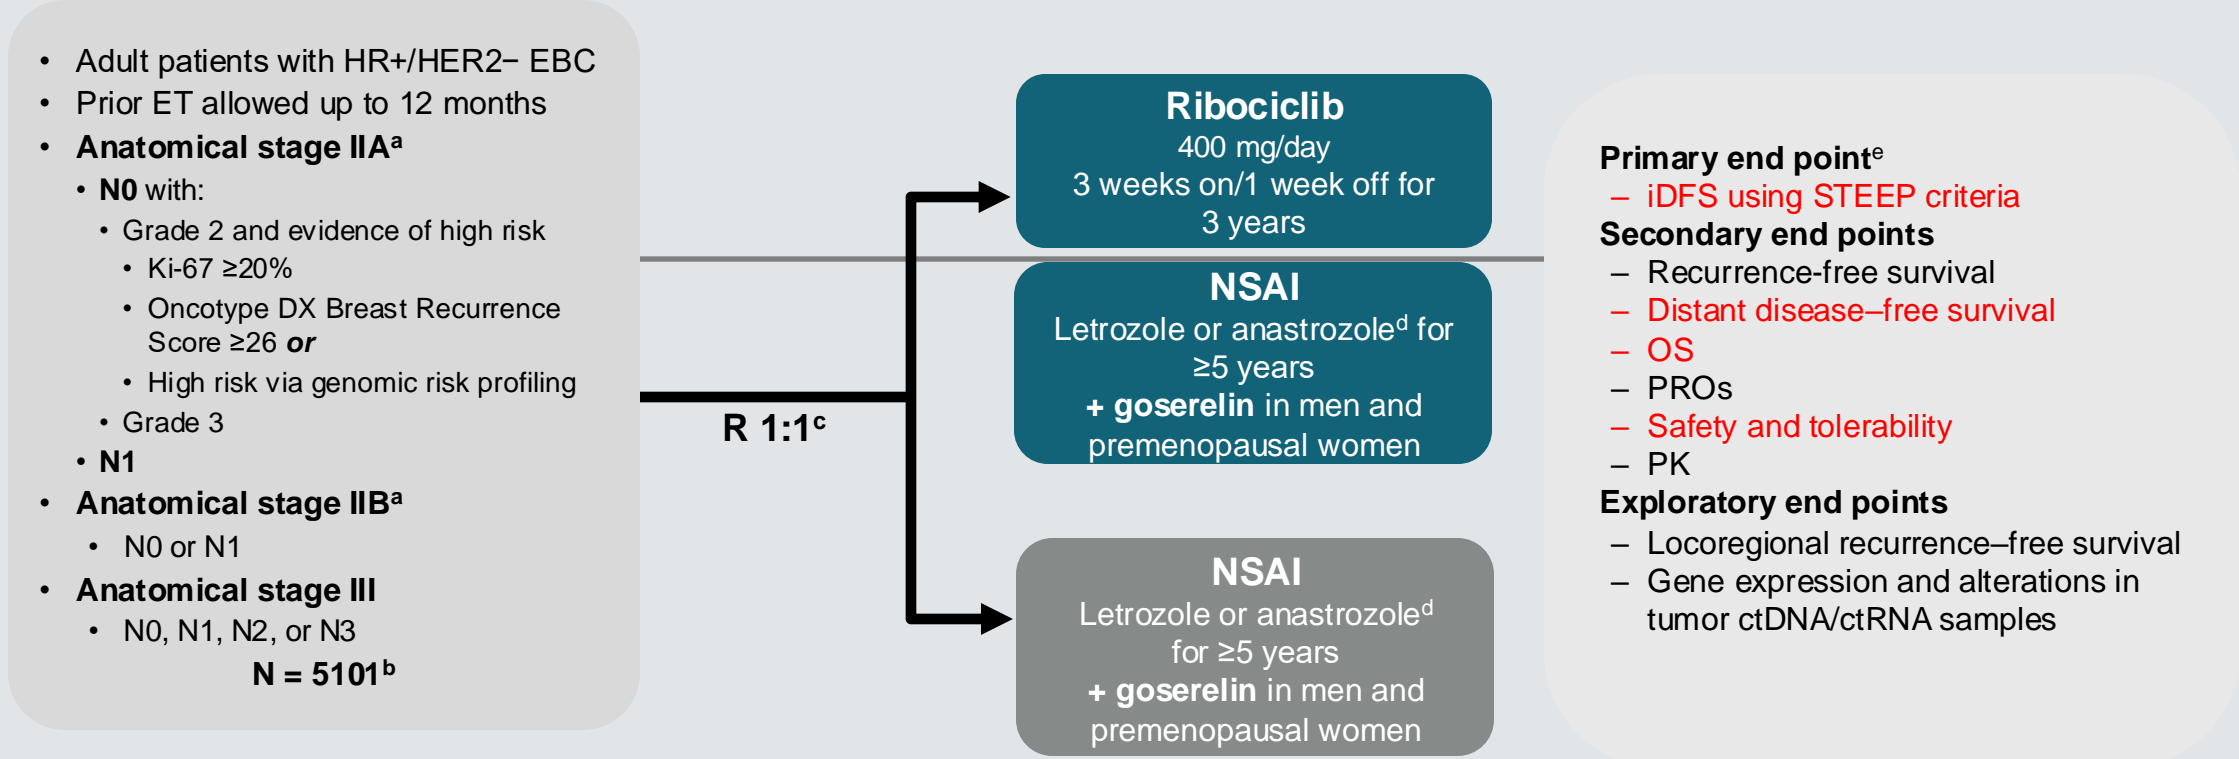 • Adult patients with HR+/HER2− EBC
• Prior ET allowed up to 12 months
• Anatomical stage IIAᵃ
• N0 with:
• Grade 2 and evidence of high risk
• Ki-67 ≥20%
• Oncotype DX Breast Recurrence
Score ≥26 or
• High risk via genomic risk profiling
• Grade 3
• N1
• Anatomical stage IIBᵃ
• N0 or N1
• Anatomical stage III
• N0, N1, N2, or N3
N = 5101ᵇ
R 1:1ᶜ
Ribociclib
400 mg/day
3 weeks on/1 week off for
3 years
NSAI
Letrozole or anastrozoleᵈ for
≥5 years
+ goserelin in men and
premenopausal women
NSAI
Letrozole or anastrozoleᵈ
for ≥5 years
+ goserelin in men and
premenopausal women
Primary end pointᵉ
– iDFS using STEEP criteria
Secondary end points
– Recurrence-free survival
– Distant disease–free survival
– OS
– PROs
– Safety and tolerability
– PK
Exploratory end points
– Locoregional recurrence–free survival
– Gene expression and alterations in
tumor ctDNA/ctRNA samples